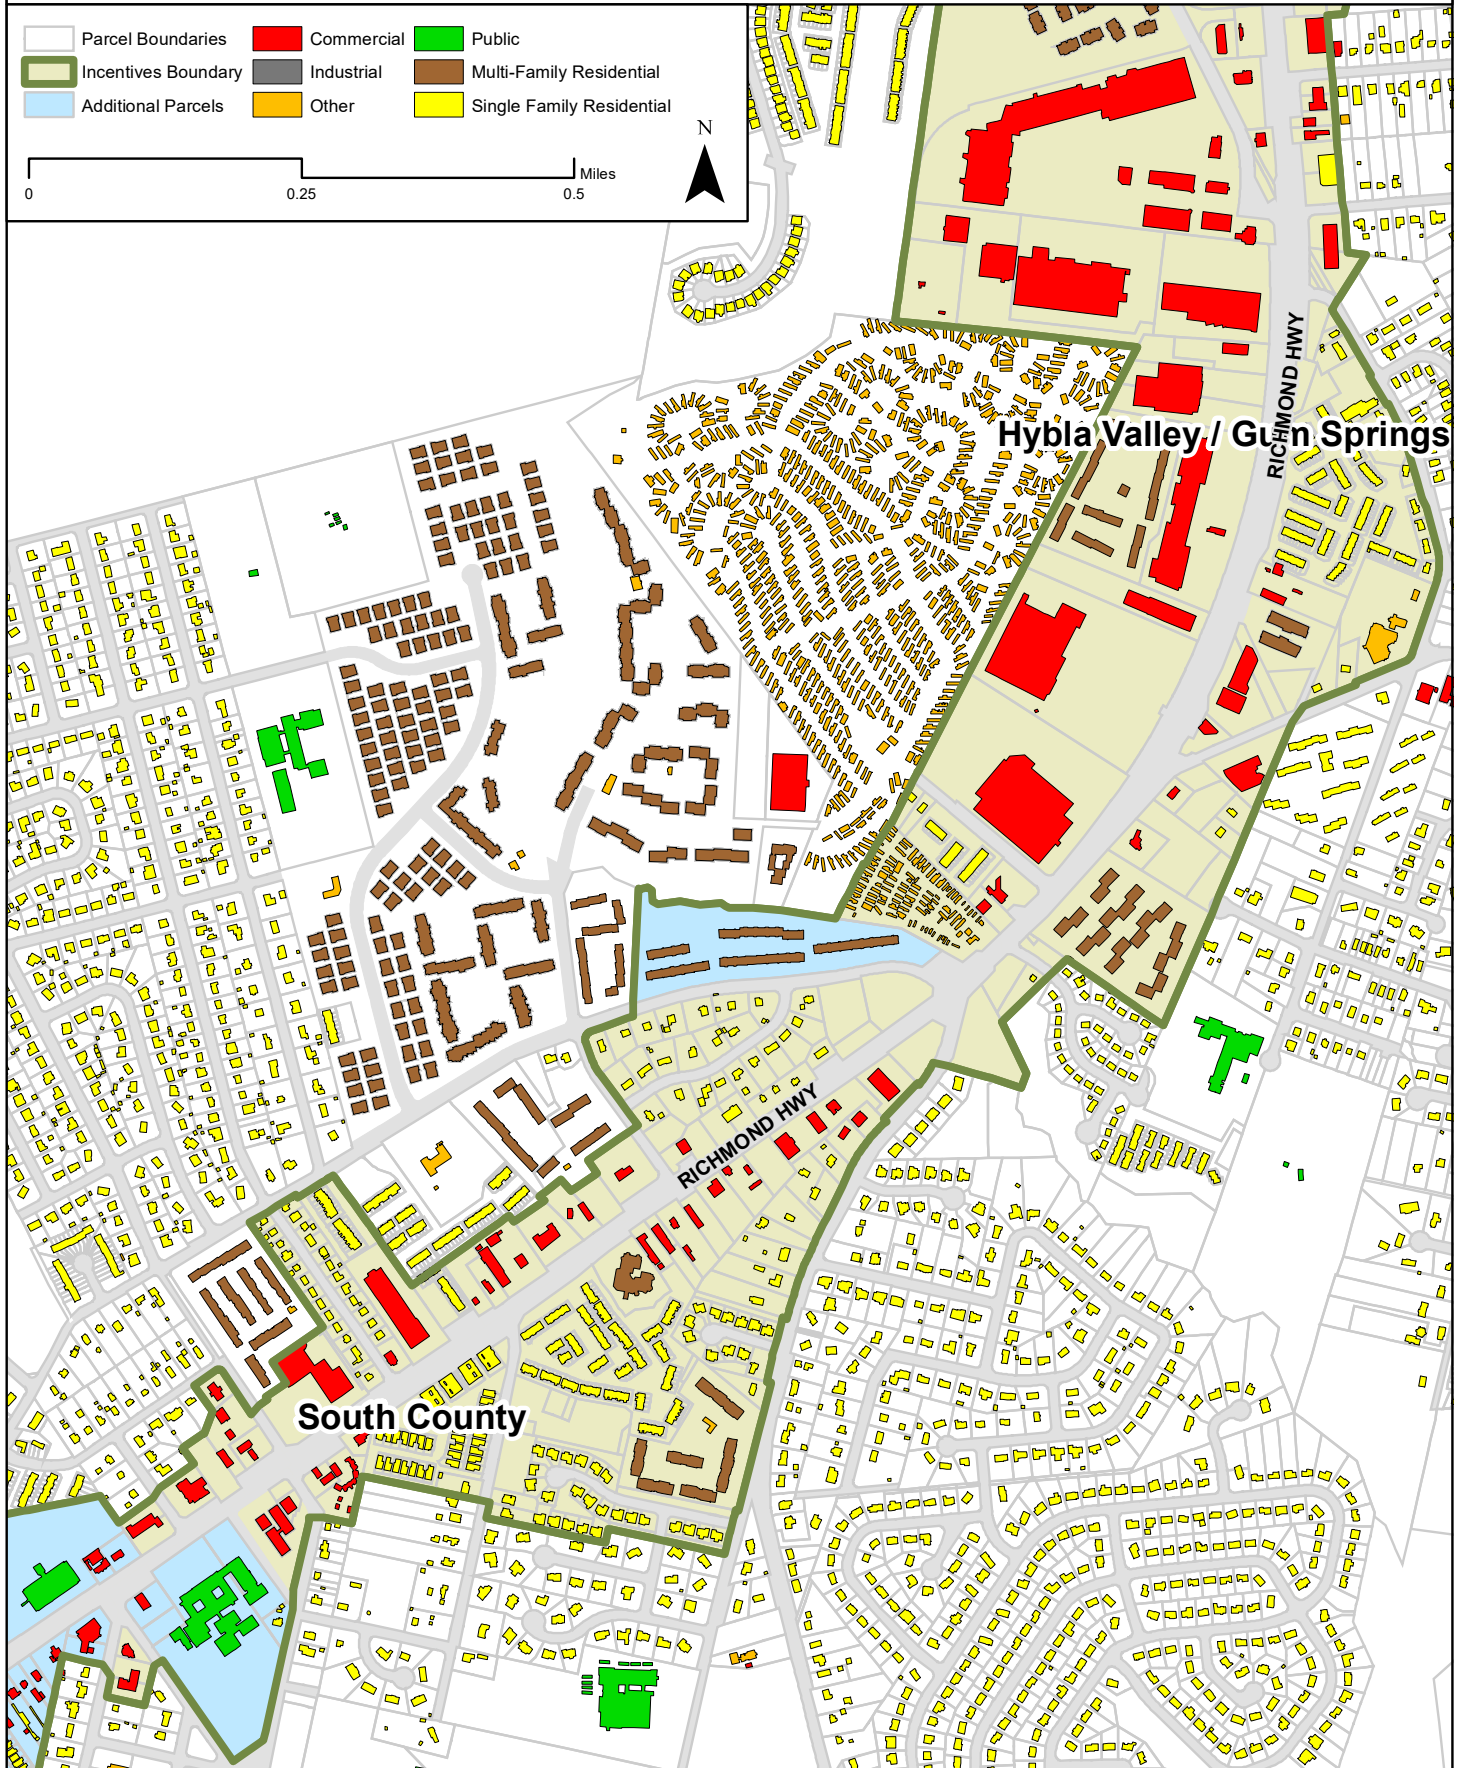 Parcel Boundaries
Commercial
Public
Incentives Boundary
Industrial
Multi-Family Residential
Additional Parcels
Other
Single Family Residential
N
Miles
0
0.25
0.5
RICHMOND HWY
Hybla Valley / Gum Springs
RICHMOND HWY
South County